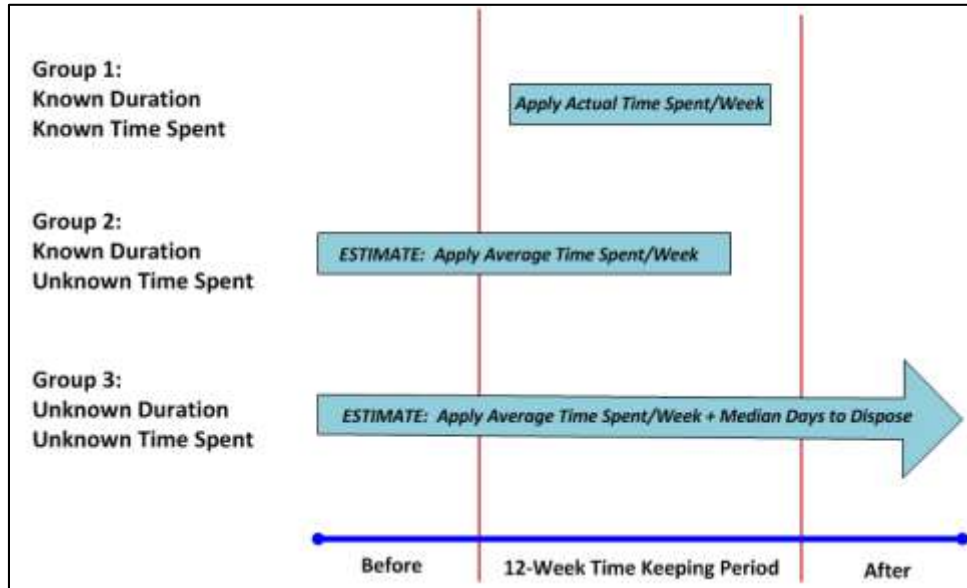 Group 1:
Known Duration
Known Time Spent
Apply Actual Time Spent/Week
Group 2:
Known Duration
Unknown Time Spent
ESTIMATE: Apply Average Time Spent/Week
Group 3:
Unknown Duration
Unknown Time Spent
ESTIMATE: Apply Average Time Spent/Week + Median Days to Dispose
Before
12-Week Time Keeping Period
After